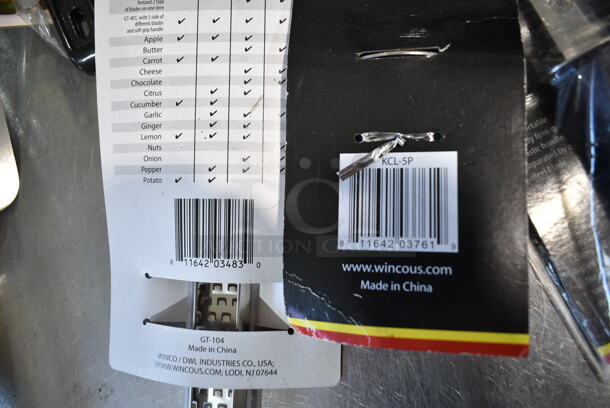 freehand 2 type
of blades on one item
GT-401, with 5 side of
different blades
and soft grip handle
Apple
Butter
Carrot
Cheese
Chocolate
Citrus
Cucumber
Garlic
Ginger
Lemon
Nuts
Onion
Pepper
Potato
8 11642 03483 0
GT-104
Made in China
WINCO / DWL INDUSTRIES CO., USA;
WWW.WINCOUS.COM; LODI, NJ 07644
KCL-5P
8 11642 03761 9
www.wincous.com
Made in China